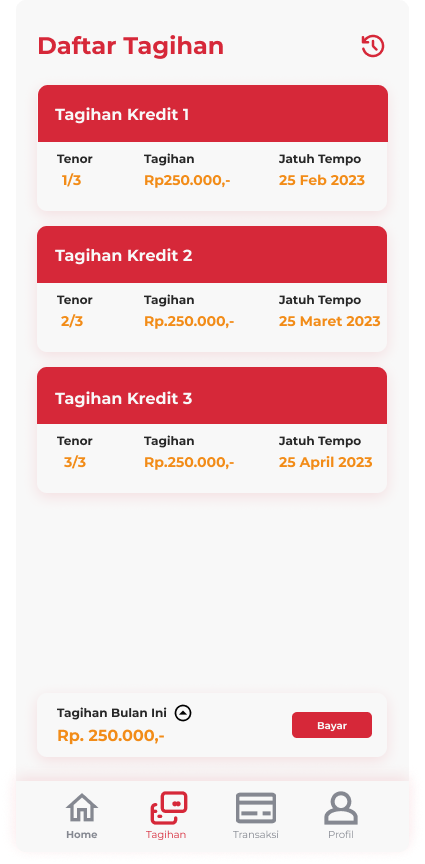 Daftar Tagihan
Tagihan Kredit 1
Tenor Tagihan Jatuh Tempo
1/3 Rp250.000,- 25 Feb 2023
Tagihan Kredit 2
Tenor Tagihan Jatuh Tempo
2/3 Rp.250.000,- 25 Maret 2023
Tagihan Kredit 3
Tenor Tagihan Jatuh Tempo
3/3 Rp.250.000,- 25 April 2023
Tagihan Bulan Ini
Rp. 250.000,-
Bayar
Home Tagihan Transaksi Profil